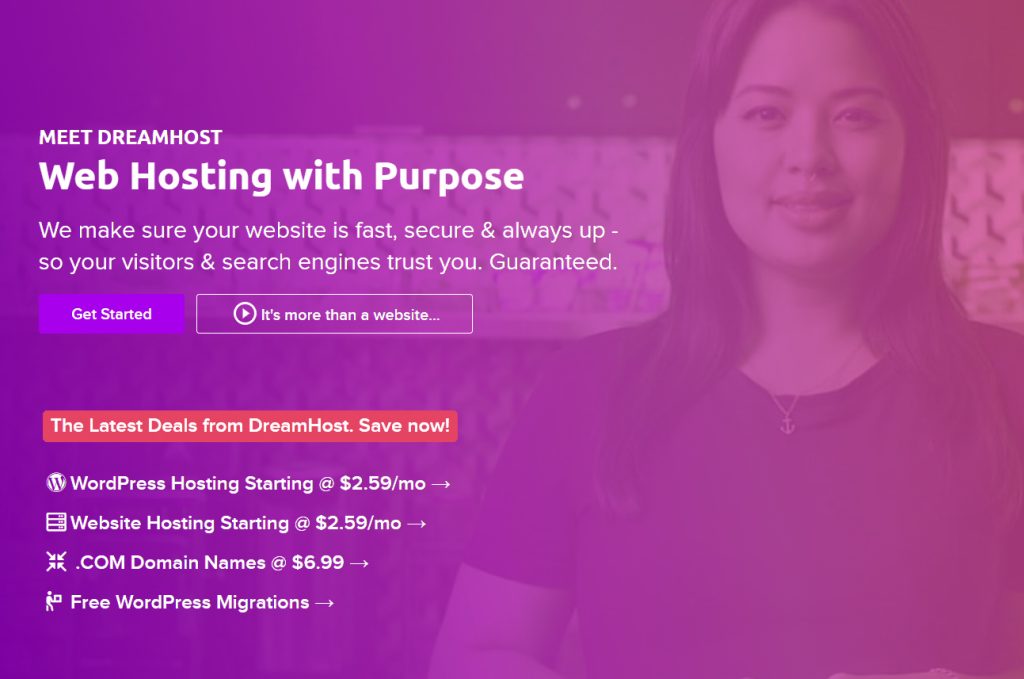 MEET DREAMHOST
Web Hosting with Purpose
We make sure your website is fast, secure & always up -
so your visitors & search engines trust you. Guaranteed.
Get Started
It's more than a website...
The Latest Deals from DreamHost. Save now!
WordPress Hosting Starting @ $2.59/mo →
Website Hosting Starting @ $2.59/mo →
.COM Domain Names @ $6.99 →
Free WordPress Migrations →